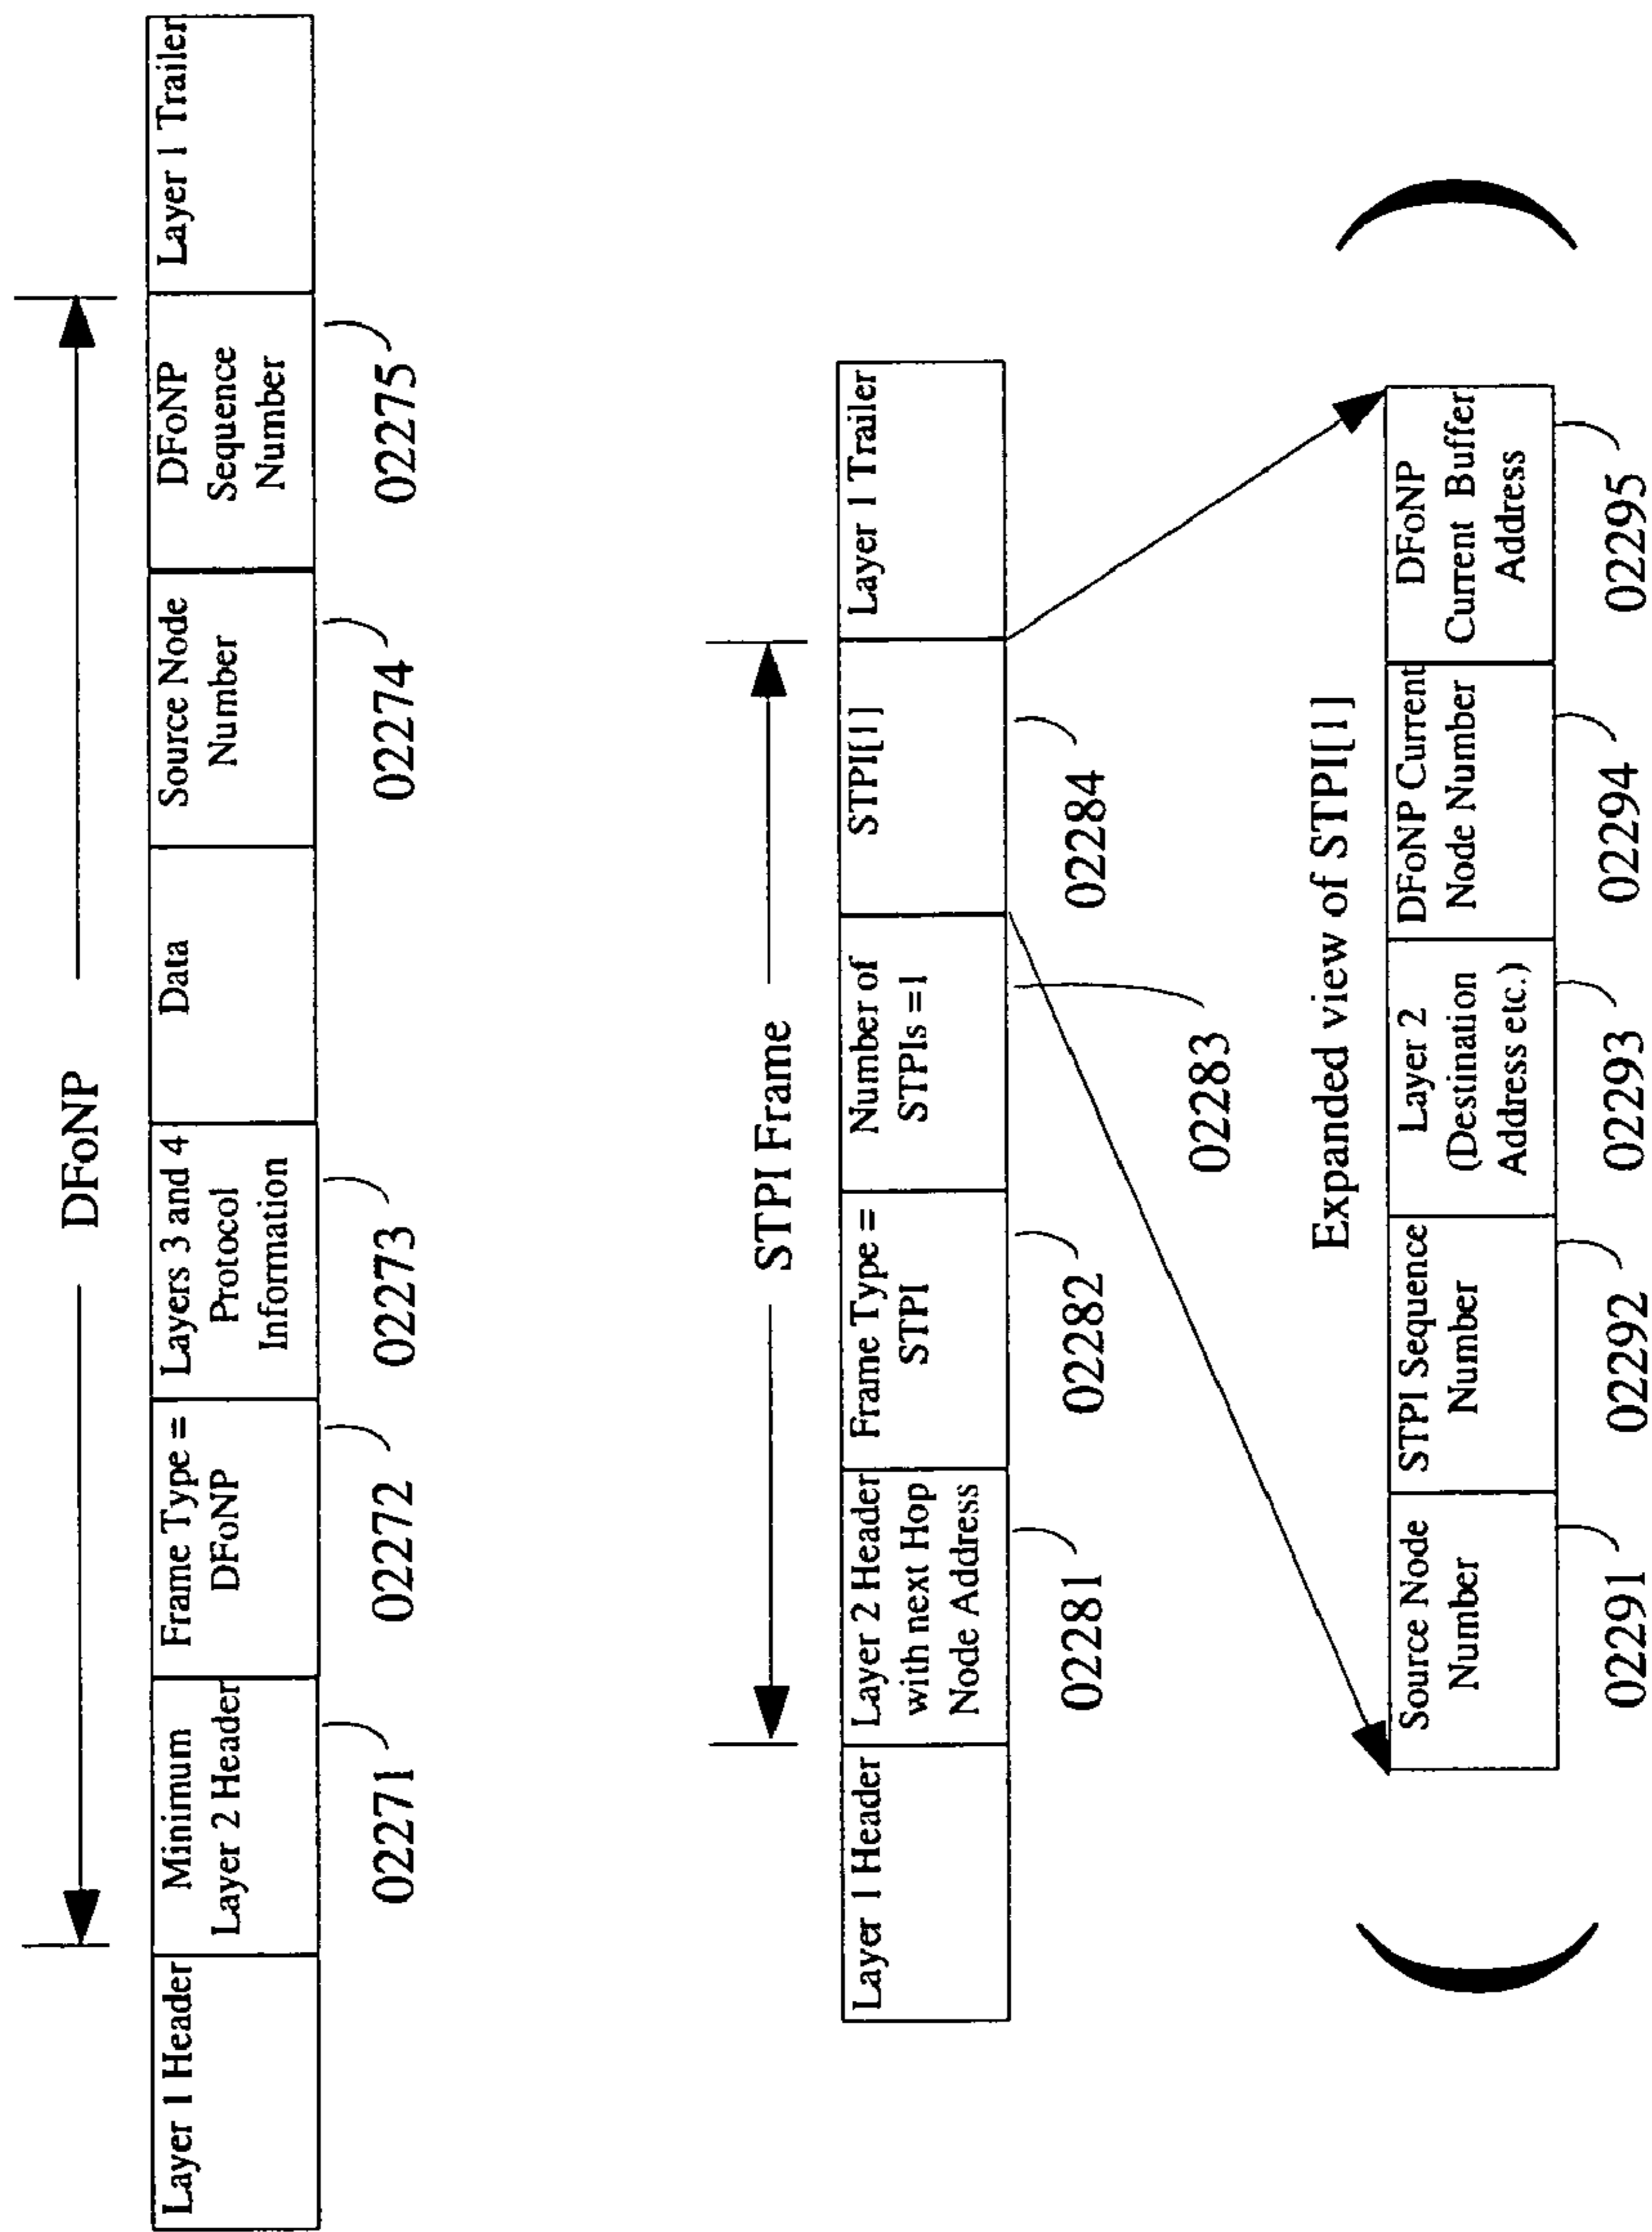 DFoNP
Layer 1 Header
Minimum
Layer 2 Header
Frame Type =
DFoNP
Layers 3 and 4
Protocol
Information
Data
Source Node
Number
DFoNP
Sequence
Number
Layer 1 Trailer
02271
02272
02273
02274
02275
STPI Frame
Layer 1 Header
Layer 2 Header
with next Hop
Node Address
Frame Type =
STPI
Number of
STPIs =1
STPI[1]
Layer 1 Trailer
02281
02282
02283
02284
Expanded view of STPI[1]
Source Node
Number
STPI Sequence
Number
Layer 2
(Destination
Address etc.)
DFoNP Current
Node Number
DFoNP
Current Buffer
Address
02291
02292
02293
02294
02295